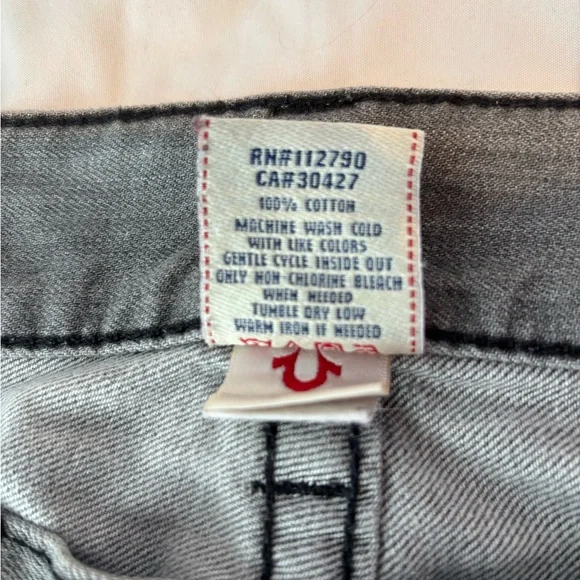 RN#112790
CA#30427
100% COTTON
MACHINE WASH COLD
WITH LIKE COLORS
GENTLE CYCLE INSIDE OUT
ONLY NON-CHLORINE BLEACH
WHEN NEEDED
TUMBLE DRY LOW
WARM IRON IF NEEDED